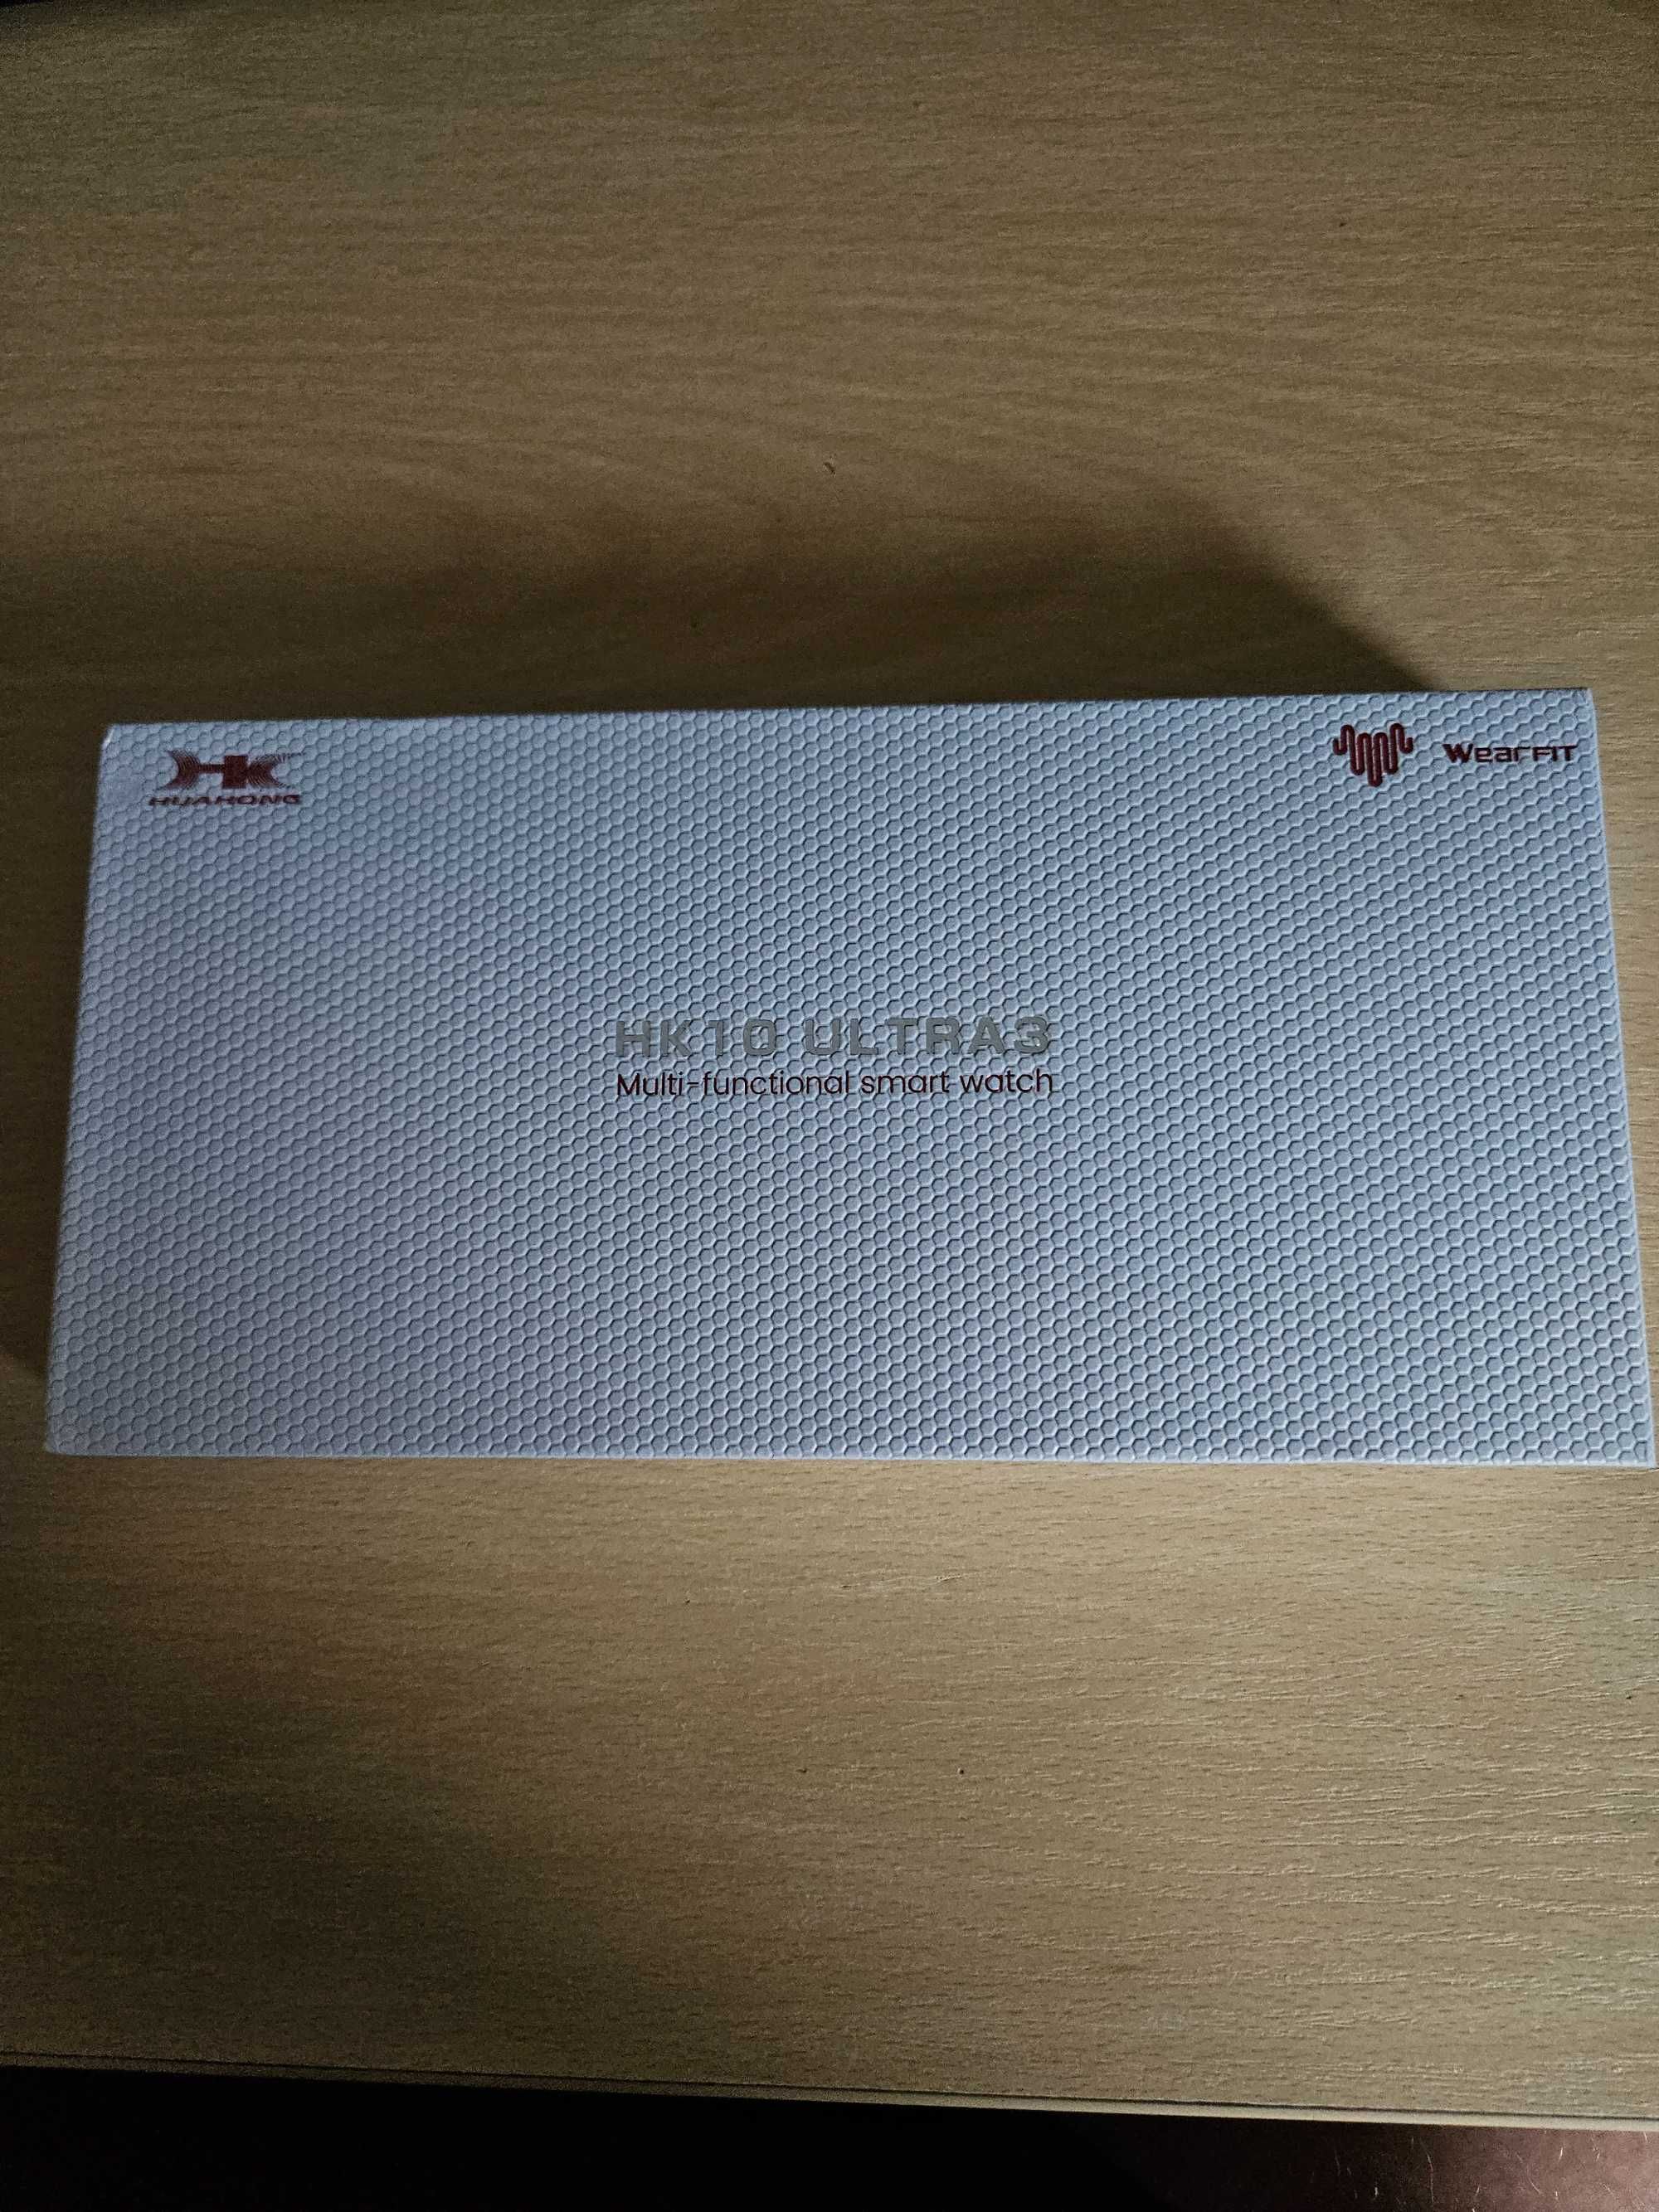 HK
HUAHONG
WearFIT
HK10 ULTRA3
Multi-functional smart watch